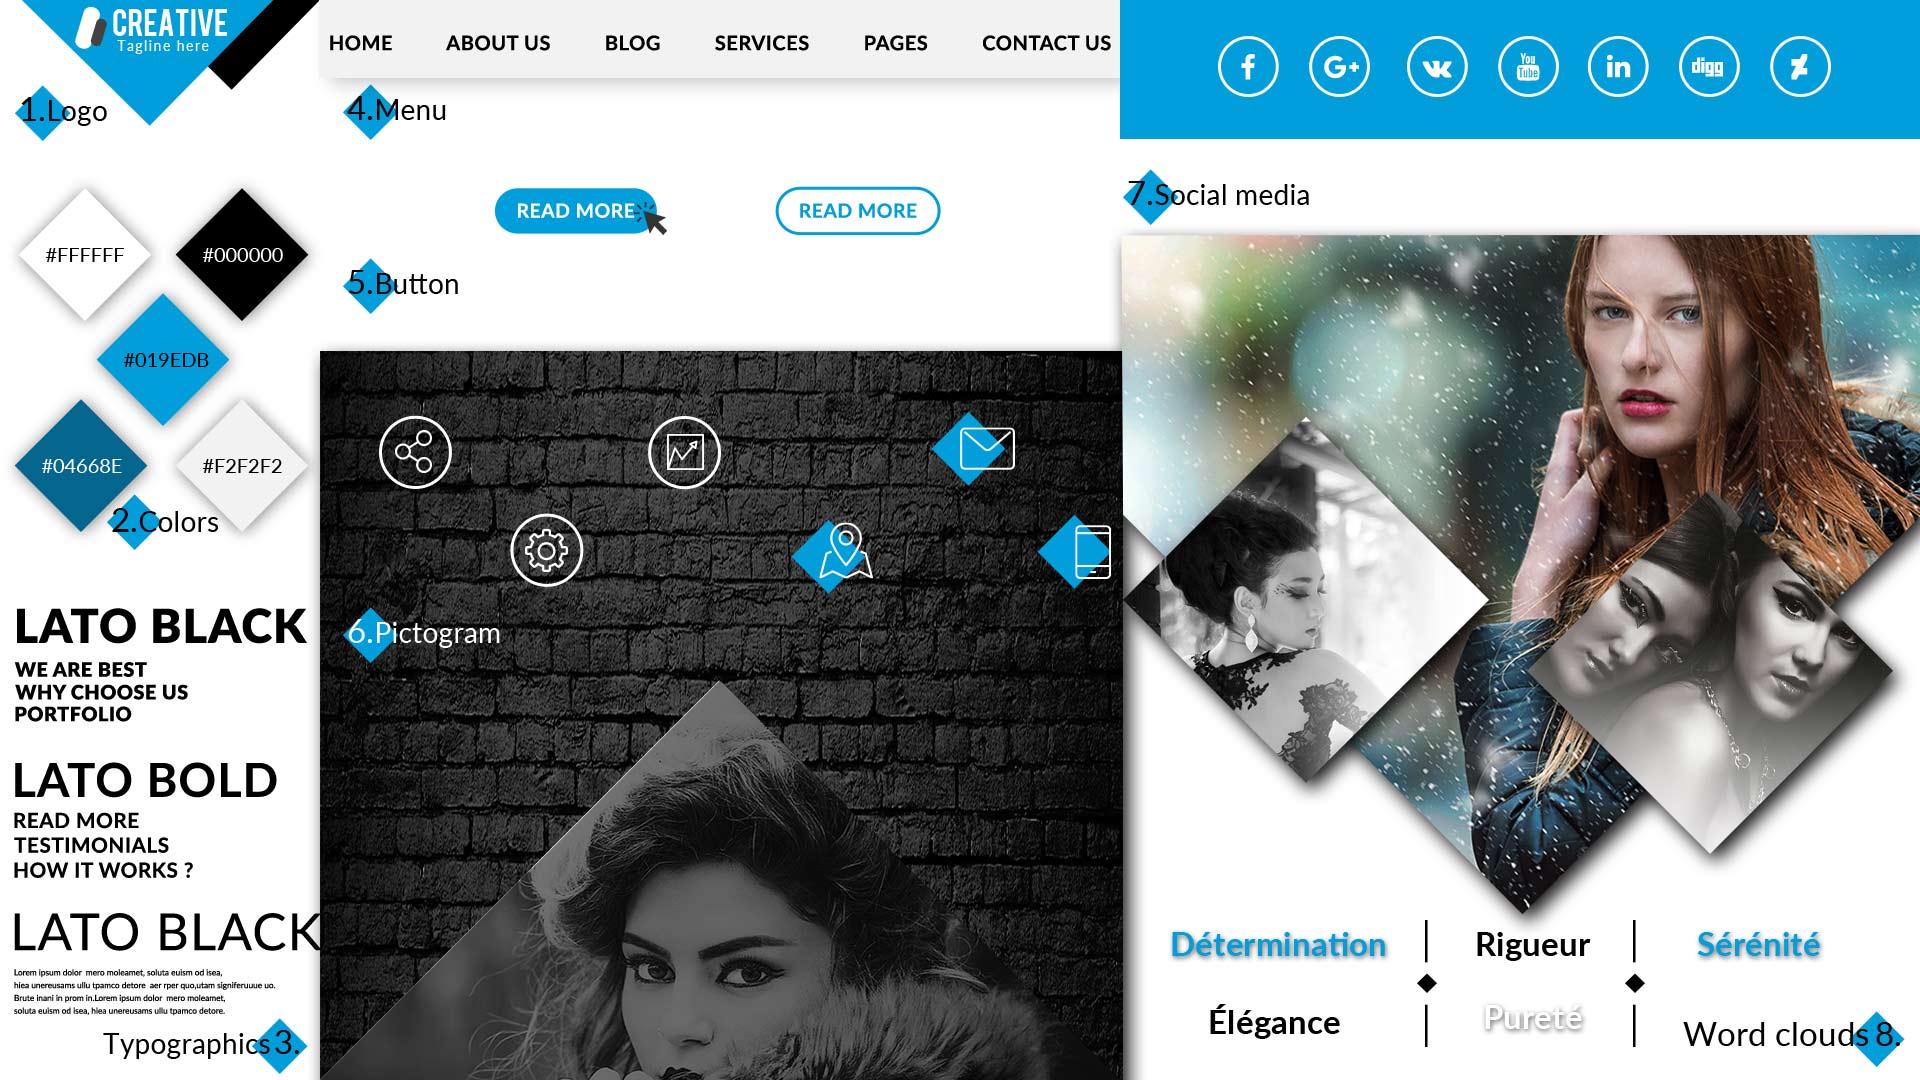 CREATIVE
Tagline here
1.Logo
#FFFFFF
#000000
#019EDB
#04668E
#F2F2F2
2.Colors
LATO BLACK
WE ARE BEST
WHY CHOOSE US
PORTFOLIO
LATO BOLD
READ MORE
TESTIMONIALS
HOW IT WORKS ?
LATO BLACK
Lorem ipsum dolor mero moleamet, soluta euism od isea,
hiea unereusams ullu tpamco detore aer rper quo,utam signiferuuue uo.
Brute inani in prom in.Lorem ipsum dolor mero moleamet,
soluta euism od isea, hiea unereusams ullu tpamco detore.
Typographics 3.
HOME ABOUT US BLOG SERVICES PAGES CONTACT US
4.Menu
READ MORE READ MORE
5.Button
6.Pictogram
f G+ VK You Tube in digg
7.Social media
Détermination Rigueur Sérénité
Élégance Pureté
Word clouds 8.